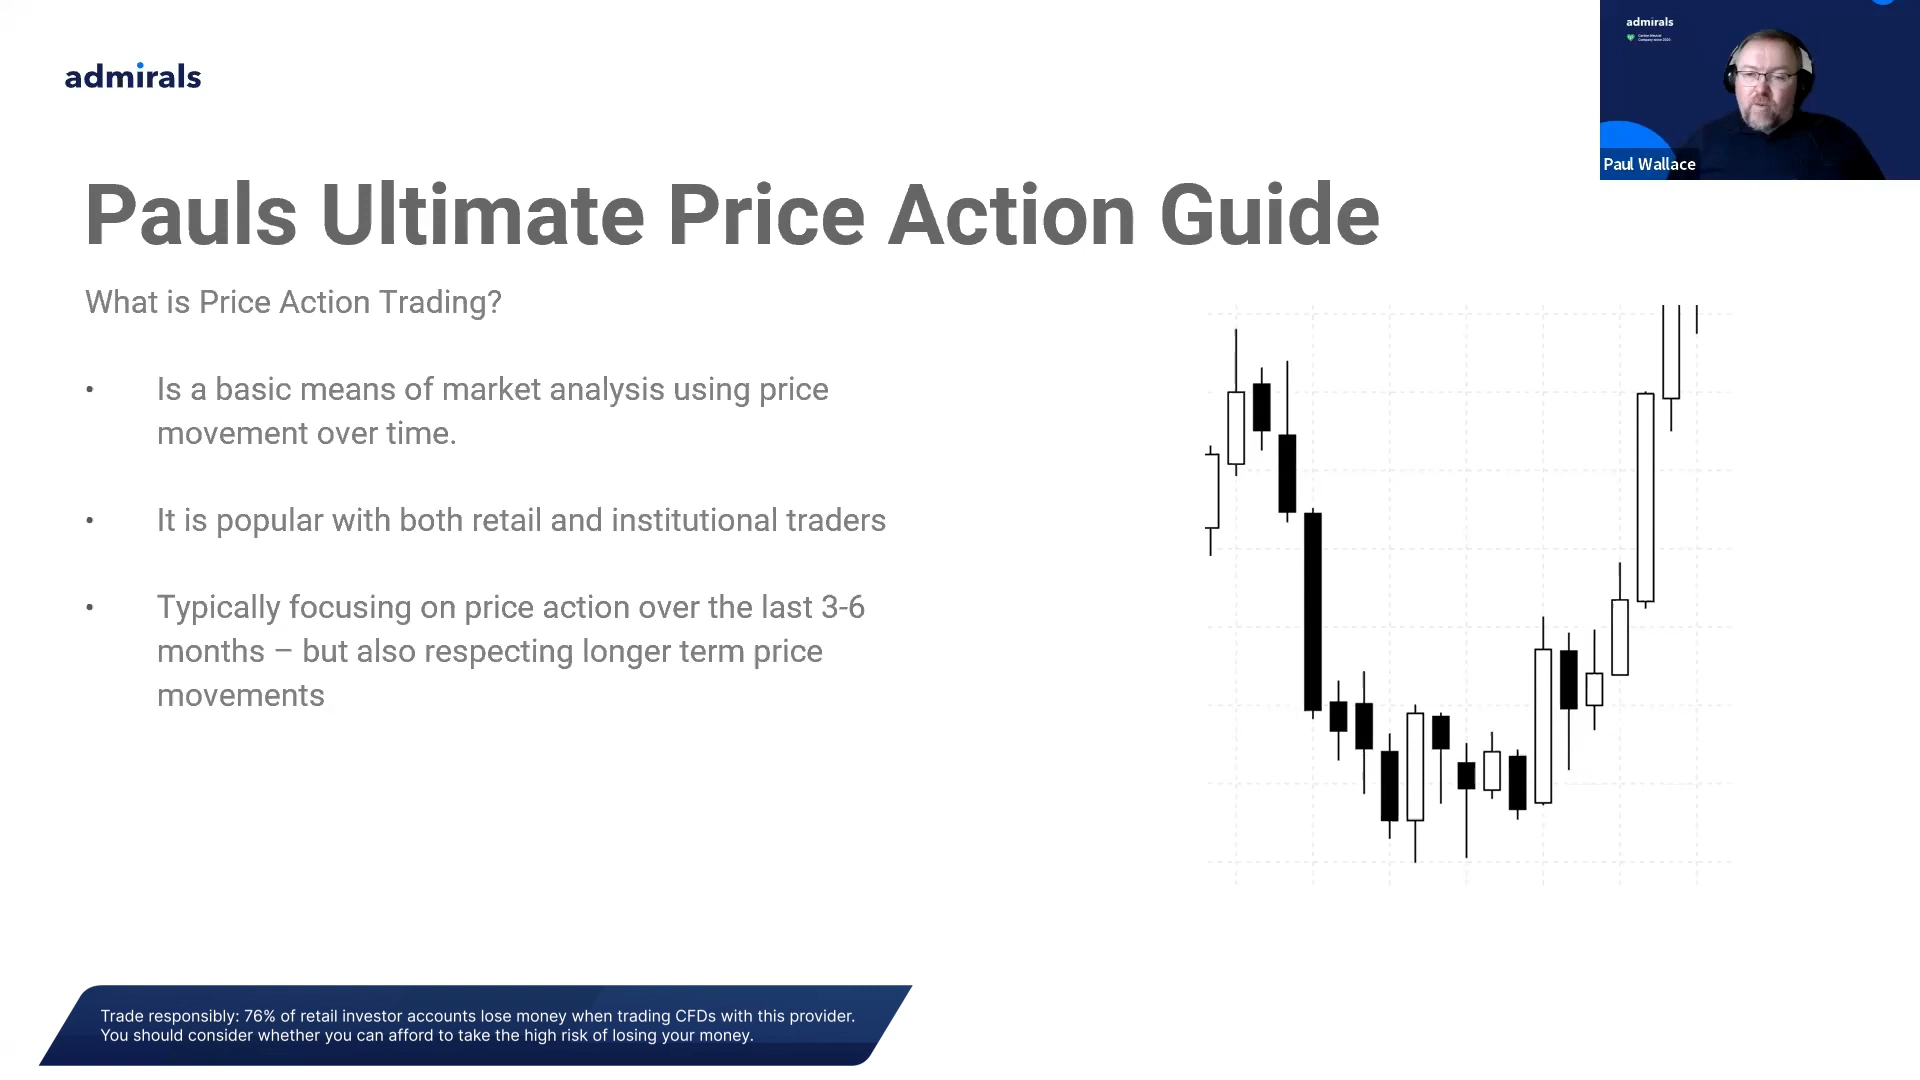 admirals
admirals
Paul Wallace
Pauls Ultimate Price Action Guide
What is Price Action Trading?
• Is a basic means of market analysis using price
movement over time.
• It is popular with both retail and institutional traders
• Typically focusing on price action over the last 3-6
months – but also respecting longer term price
movements
Trade responsibly: 76% of retail investor accounts lose money when trading CFDs with this provider.
You should consider whether you can afford to take the high risk of losing your money.